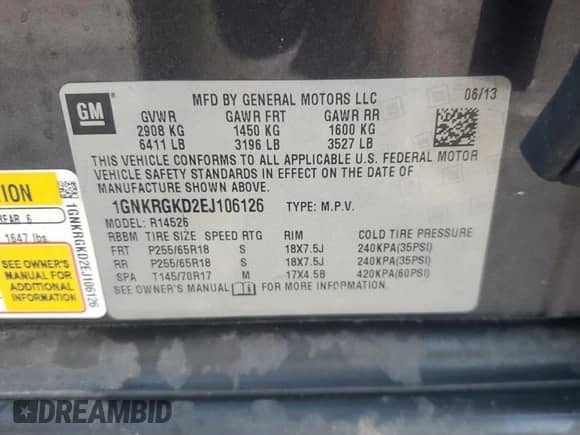 GM
MFD BY GENERAL MOTORS LLC 06/13
GVWR GAWR FRT GAWR RR
2908 KG 1450 KG 1600 KG
6411 LB 3196 LB 3527 LB
THIS VEHICLE CONFORMS TO ALL APPLICABLE U.S. FEDERAL MOTOR
VEHICLE SAFETY STANDARDS IN EFFECT ON THE DATE OF
MANUFACTURE SHOWN ABOVE.
1GNKRGKD2EJ106126 TYPE: M.P.V.
MODEL: R14526
RBBM TIRE SIZE SPEED RTG RIM COLD TIRE PRESSURE
FRT P255/65R18 S 18X7.5J 240KPA(35PSI)
RR P255/65R18 S 18X7.5J 240KPA(35PSI)
SPA T145/70R17 M 17X4.5B 420KPA(60PSI)
SEE OWNER'S MANUAL FOR MORE INFORMATION.
TION
REAR 5
1547 lbs
SEE OWNER'S
MANUAL FOR
ADDITIONAL
INFORMATION
1GNKRGKD2EJ106126
DREAMBID